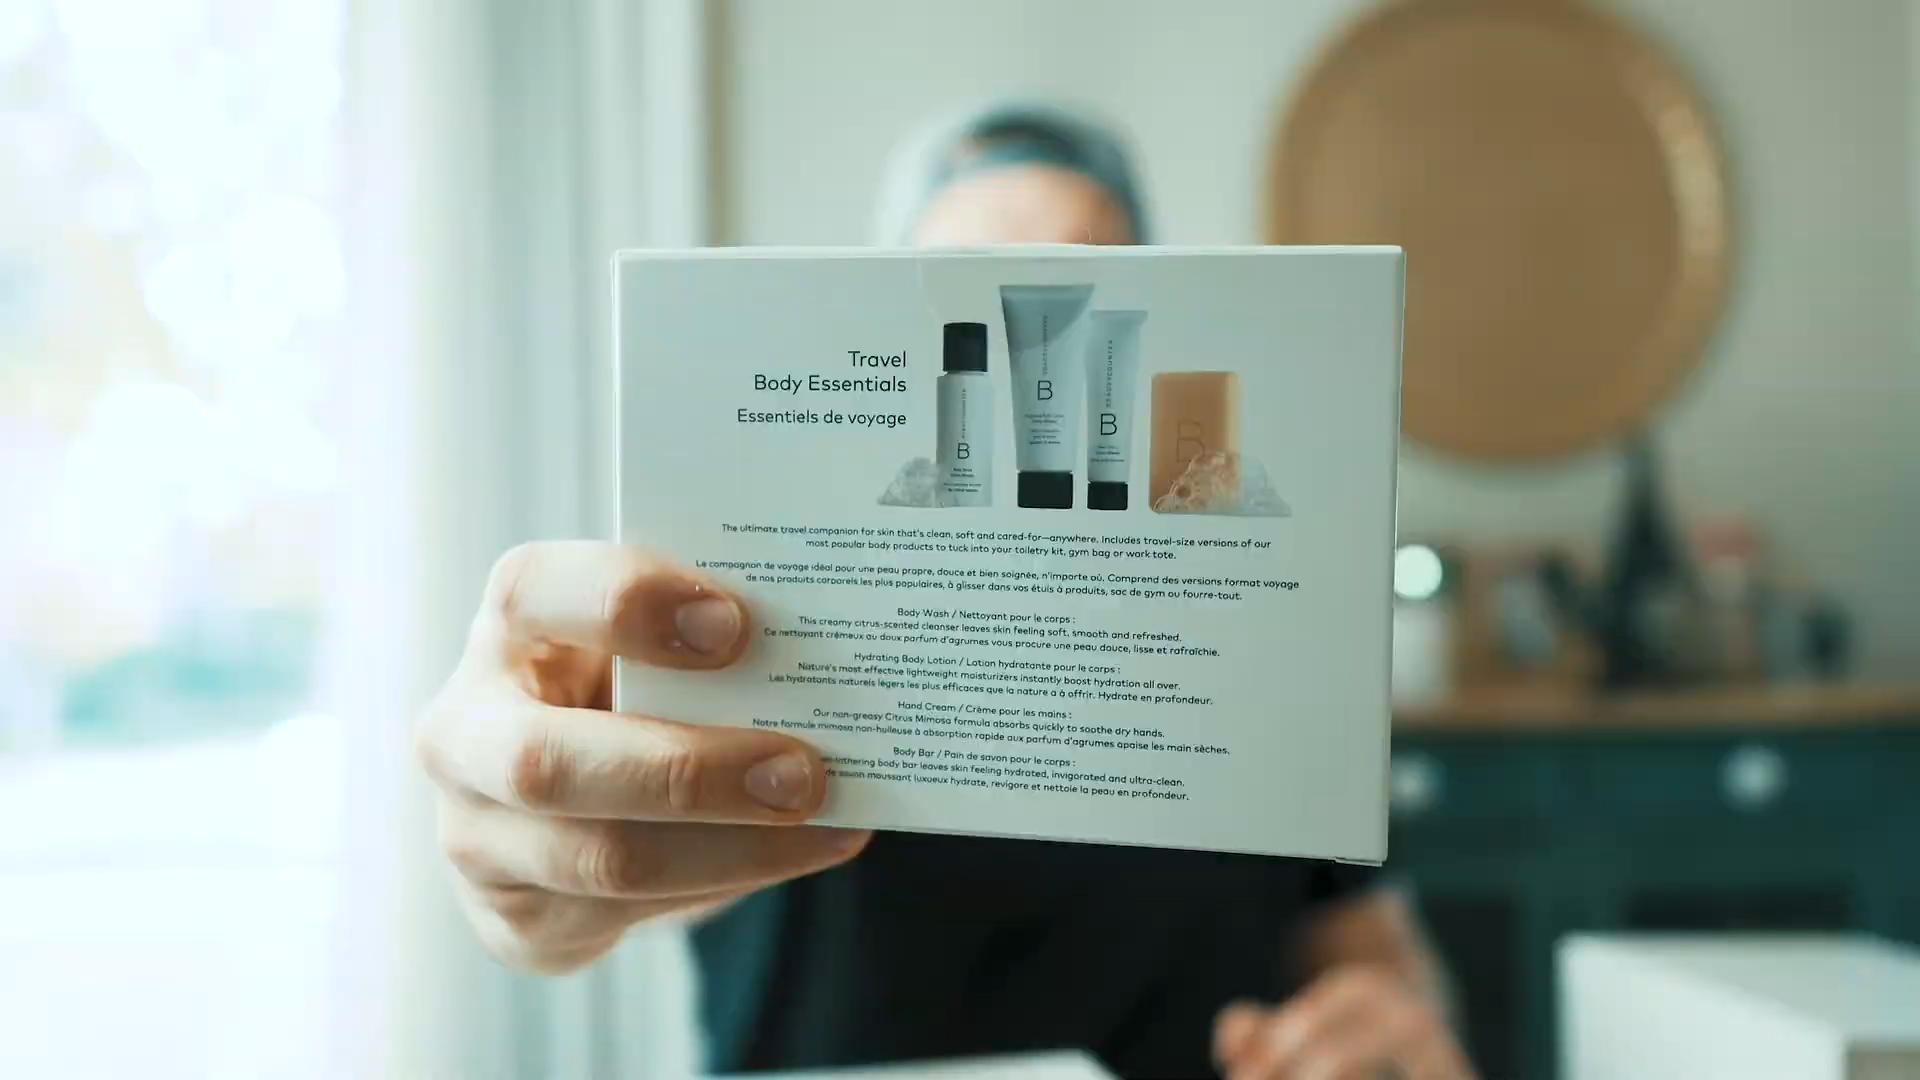 Travel
Body Essentials
Essentiels de voyage
BEAUTYCOUNTER
B
BEAUTYCOUNTER
B
BEAUTYCOUNTER
B
B
The ultimate travel companion for skin that's clean, soft and cared-for—anywhere. Includes travel-size versions of our
most popular body products to tuck into your toiletry kit, gym bag or work tote.
Le compagnon de voyage idéal pour une peau propre, douce et bien soignée, n'importe où. Comprend des versions format voyage
de nos produits corporels les plus populaires, à glisser dans vos étuis à produits, sac de gym ou fourre-tout.
Body Wash / Nettoyant pour le corps :
This creamy citrus-scented cleanser leaves skin feeling soft, smooth and refreshed.
Ce nettoyant crémeux au doux parfum d'agrumes vous procure une peau douce, lisse et rafraîchie.
Hydrating Body Lotion / Lotion hydratante pour le corps :
Nature's most effective lightweight moisturizers instantly boost hydration all over.
Les hydratants naturels légers les plus efficaces que la nature a à offrir. Hydrate en profondeur.
Hand Cream / Crème pour les mains :
Our non-greasy Citrus Mimosa formula absorbs quickly to soothe dry hands.
Notre formule mimosa non-huileuse à absorption rapide aux parfum d'agrumes apaise les main sèches.
Body Bar / Pain de savon pour le corps :
body bar leaves skin feeling hydrated, invigorated and ultra-clean.
de savon moussant luxueux hydrate, revigore et nettoie la peau en profondeur.